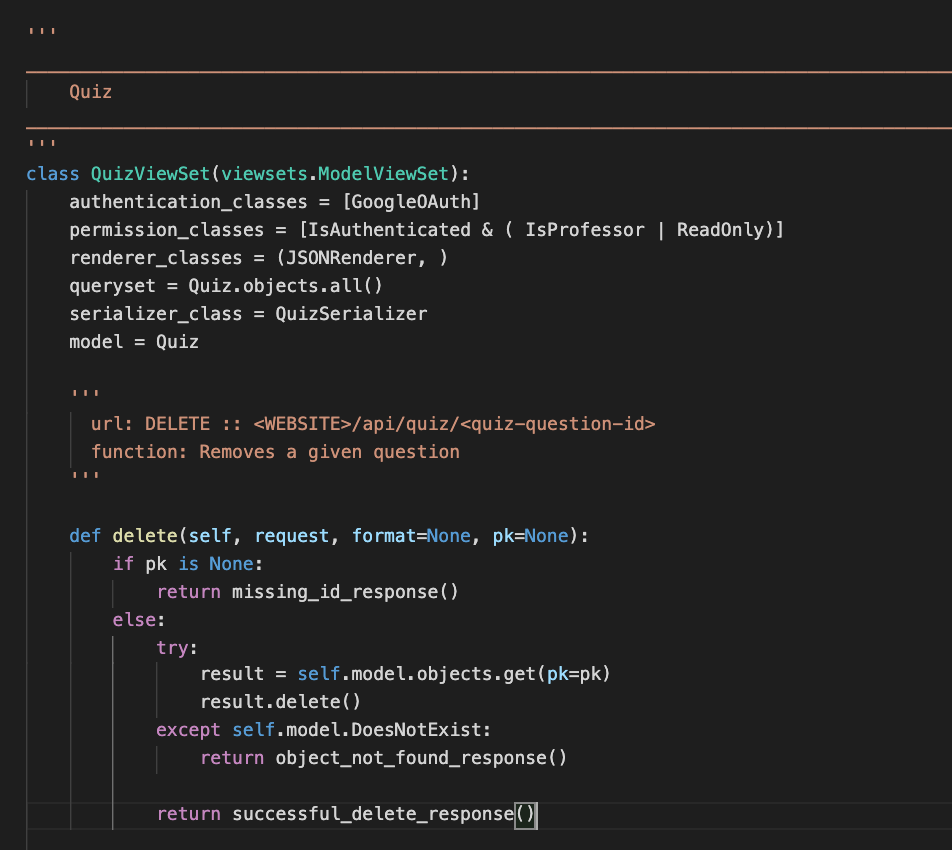 '''
    Quiz
'''
class QuizViewSet(viewsets.ModelViewSet):
    authentication_classes = [GoogleOAuth]
    permission_classes = [IsAuthenticated & ( IsProfessor | ReadOnly)]
    renderer_classes = (JSONRenderer, )
    queryset = Quiz.objects.all()
    serializer_class = QuizSerializer
    model = Quiz
    '''
      url: DELETE :: <WEBSITE>/api/quiz/<quiz-question-id>
      function: Removes a given question
    '''
    def delete(self, request, format=None, pk=None):
        if pk is None:
            return missing_id_response()
        else:
            try:
                result = self.model.objects.get(pk=pk)
                result.delete()
            except self.model.DoesNotExist:
                return object_not_found_response()
            return successful_delete_response()